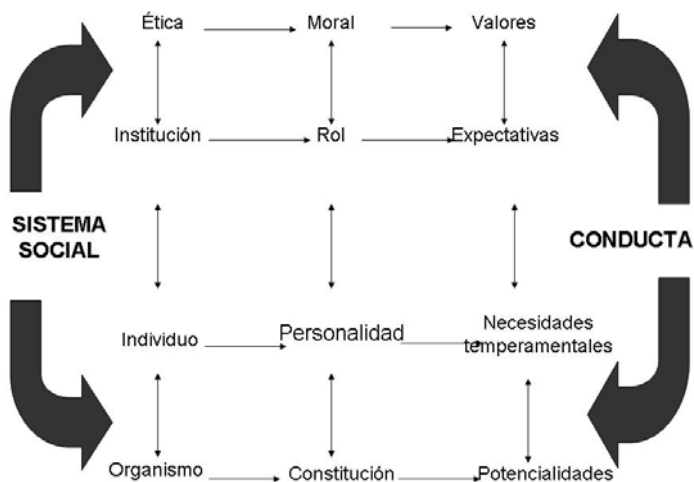 Ética Moral Valores
Institución Rol Expectativas
SISTEMA
SOCIAL
CONDUCTA
Individuo Personalidad Necesidades
temperamentales
Organismo Constitución Potencialidades